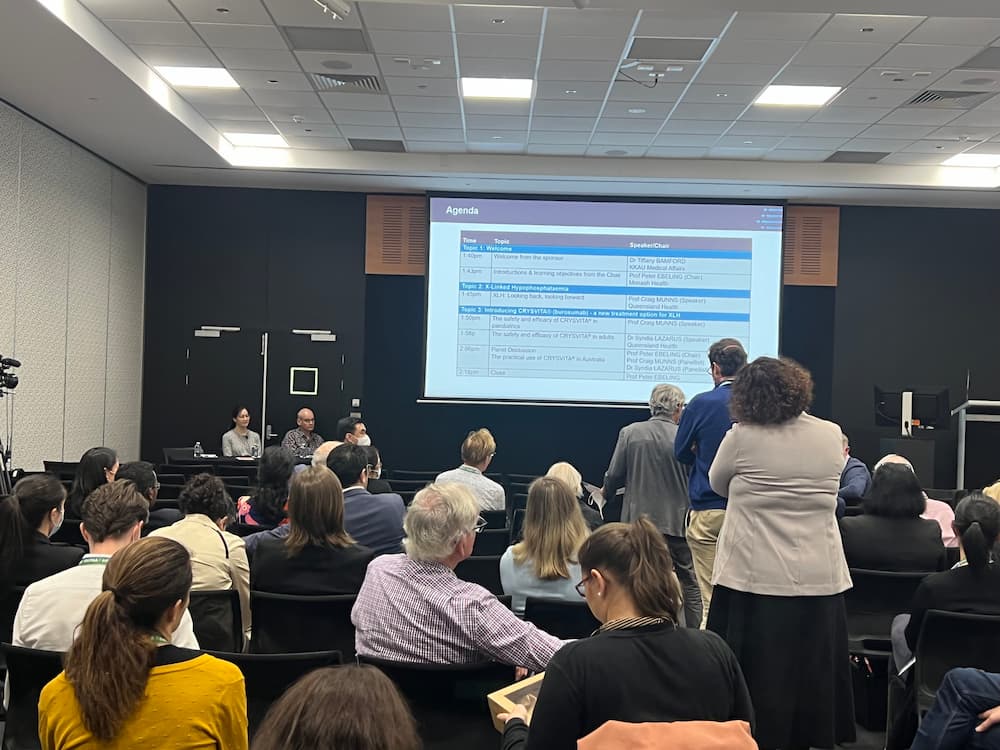 Agenda
Time Topic Speaker/Chair
Topic 1: Welcome
1:40pm Welcome from the sponsor Dr Tiffany BAMFORD
KKAU Medical Affairs
1:43pm Introductions & learning objectives from the Chair Prof Peter EBELING (Chair)
Monash Health
Topic 2: X-Linked Hypophosphataemia
1:45pm XLH: Looking back, looking forward Prof Craig MUNNS (Speaker)
Queensland Health
Topic 3: Introducing CRYSVITA® (burosumab) - a new treatment option for XLH
1:50pm The safety and efficacy of CRYSVITA® in Prof Craig MUNNS (Speaker)
paediatrics
1:58p The safety and efficacy of CRYSVITA® in adults Dr Syndia LAZARUS (Speaker)
Queensland Health
2:06pm Panel Discussion Prof Peter EBELING (Chair)
The practical use of CRYSVITA® in Australia Prof Craig MUNNS (Panelist)
Dr Syndia LAZARUS (Panelist)
2:16pm Close Prof Peter EBELING